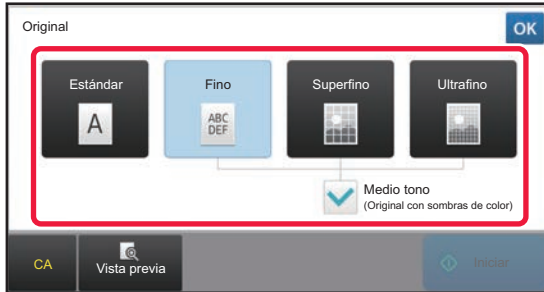 Original
OK
Estándar
Fino
Superfino
Ultrafino
A
ABC
DEF
Medio tono
(Original con sombras de color)
CA
Vista previa
Iniciar